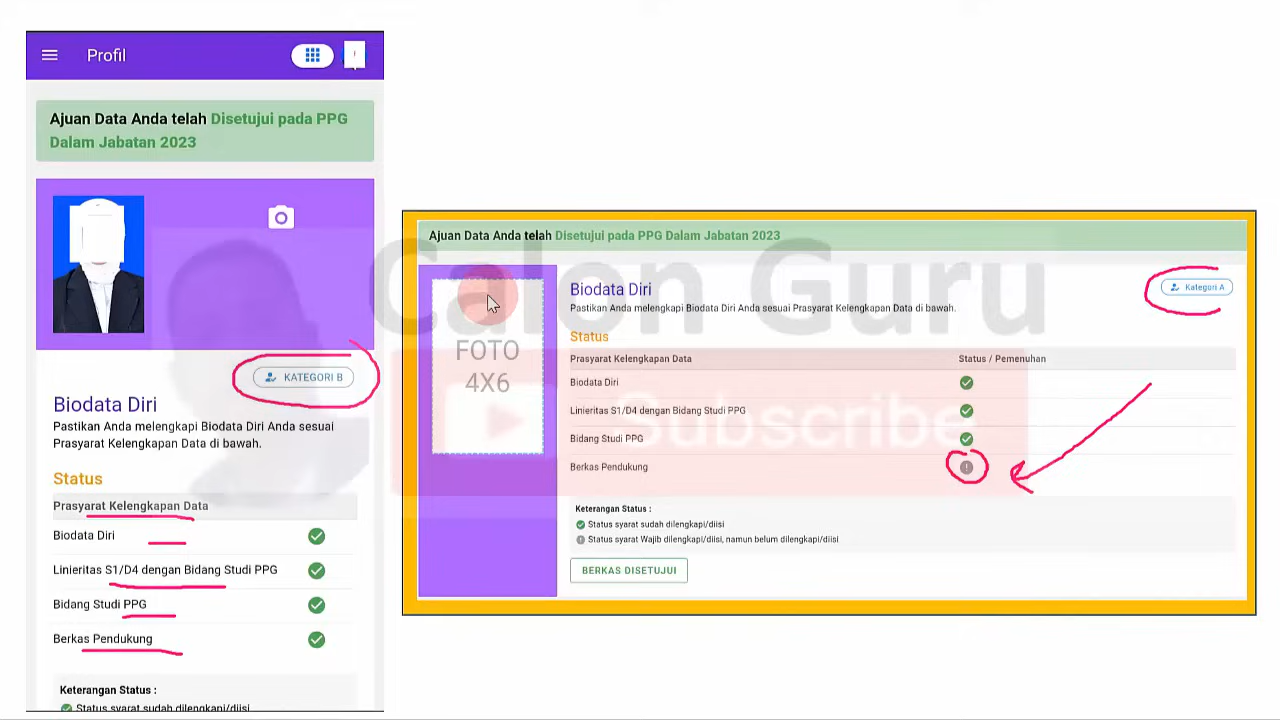 Profil
Ajuan Data Anda telah Disetujui pada PPG
Dalam Jabatan 2023
KATEGORI B
Biodata Diri
Pastikan Anda melengkapi Biodata Diri Anda sesuai
Prasyarat Kelengkapan Data di bawah.
Status
Prasyarat Kelengkapan Data
Biodata Diri
Linieritas S1/D4 dengan Bidang Studi PPG
Bidang Studi PPG
Berkas Pendukung
Keterangan Status :
Status syarat sudah dilengkapi/diisi
Ajuan Data Anda telah Disetujui pada PPG Dalam Jabatan 2023
FOTO
4X6
Biodata Diri
Kategori A
Pastikan Anda melengkapi Biodata Diri Anda sesuai Prasyarat Kelengkapan Data di bawah.
Status
Prasyarat Kelengkapan Data Status / Pemenuhan
Biodata Diri
Linieritas S1/D4 dengan Bidang Studi PPG
Bidang Studi PPG
Berkas Pendukung
Keterangan Status :
Status syarat sudah dilengkapi/diisi
Status syarat Wajib dilengkapi/diisi, namun belum dilengkapi/diisi
BERKAS DISETUJUI
Calon Guru
Subscribe